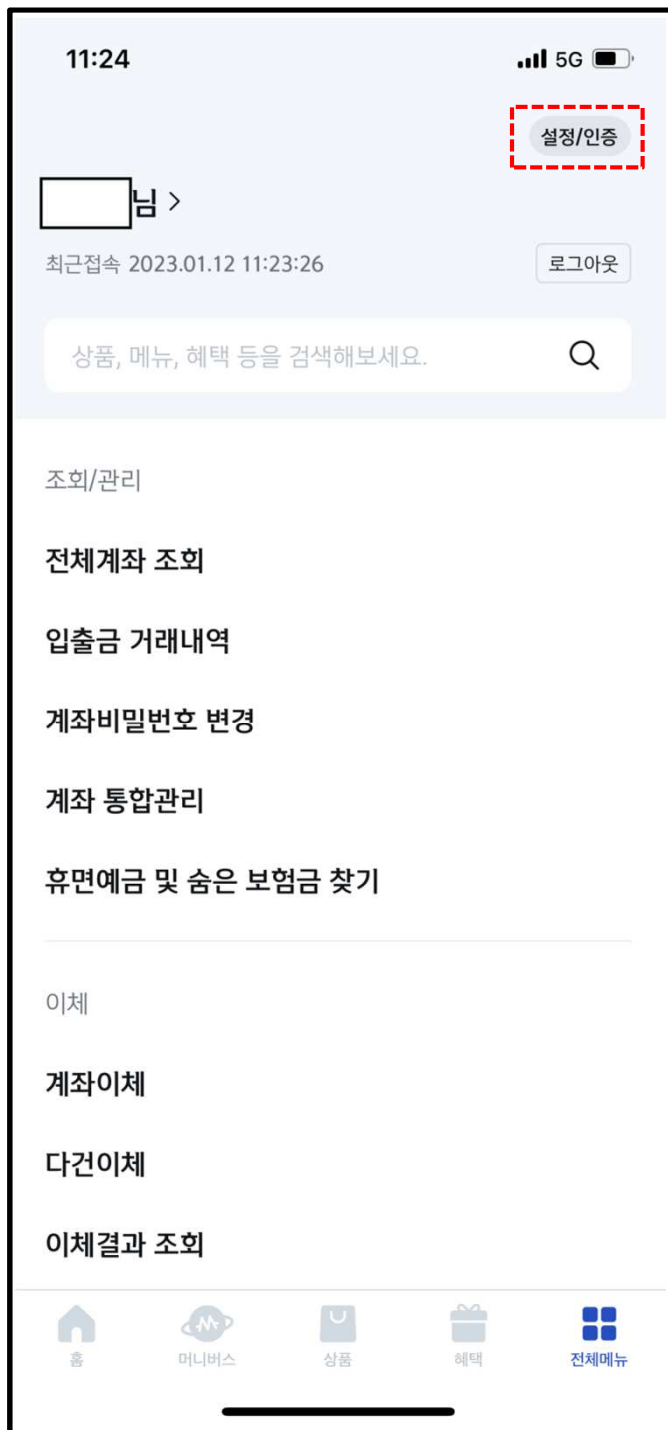 11:24
5G
설정/인증
님 >
최근접속 2023.01.12 11:23:26
로그아웃
상품, 메뉴, 혜택 등을 검색해보세요.
조회/관리
전체계좌 조회
입출금 거래내역
계좌비밀번호 변경
계좌 통합관리
휴면예금 및 숨은 보험금 찾기
이체
계좌이체
다건이체
이체결과 조회
홈
머니버스
상품
혜택
전체메뉴